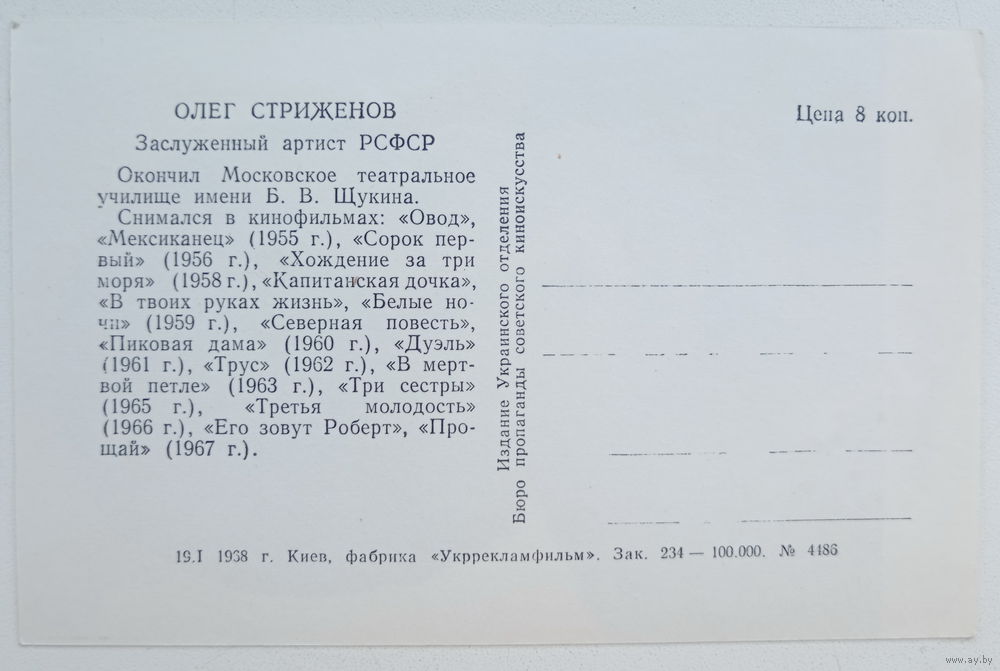 ОЛЕГ СТРИЖЕНОВ
Заслуженный артист РСФСР
Окончил Московское театральное
училище имени Б. В. Щукина.
Снимался в кинофильмах: «Овод»,
«Мексиканец» (1955 г.), «Сорок пер-
вый» (1956 г.), «Хождение за три
моря» (1958 г.), «Капитанская дочка»,
«В твоих руках жизнь», «Белые но-
чи» (1959 г.), «Северная повесть»,
«Пиковая дама» (1960 г.), «Дуэль»
(1961 г.), «Трус» (1962 г.), «В мерт-
вой петле» (1963 г.), «Три сестры»
(1965 г.), «Третья молодость»
(1966 г.), «Его зовут Роберт», «Про-
щай» (1967 г.).
Издание Украинского отделения
Бюро пропаганды советского киноискусства
Цена 8 коп.
19.I 1968 г. Киев, фабрика «Укррекламфильм». Зак. 234 — 100.000. № 4186
www.ay.by